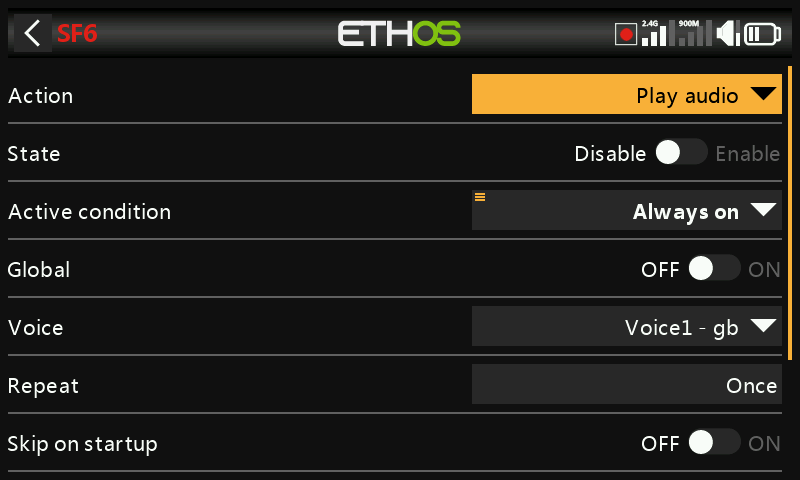 SF6
ETHOS
2.4G
900M
Action
Play audio
State
Disable
Enable
Active condition
Always on
Global
OFF
ON
Voice
Voice1 - gb
Repeat
Once
Skip on startup
OFF
ON